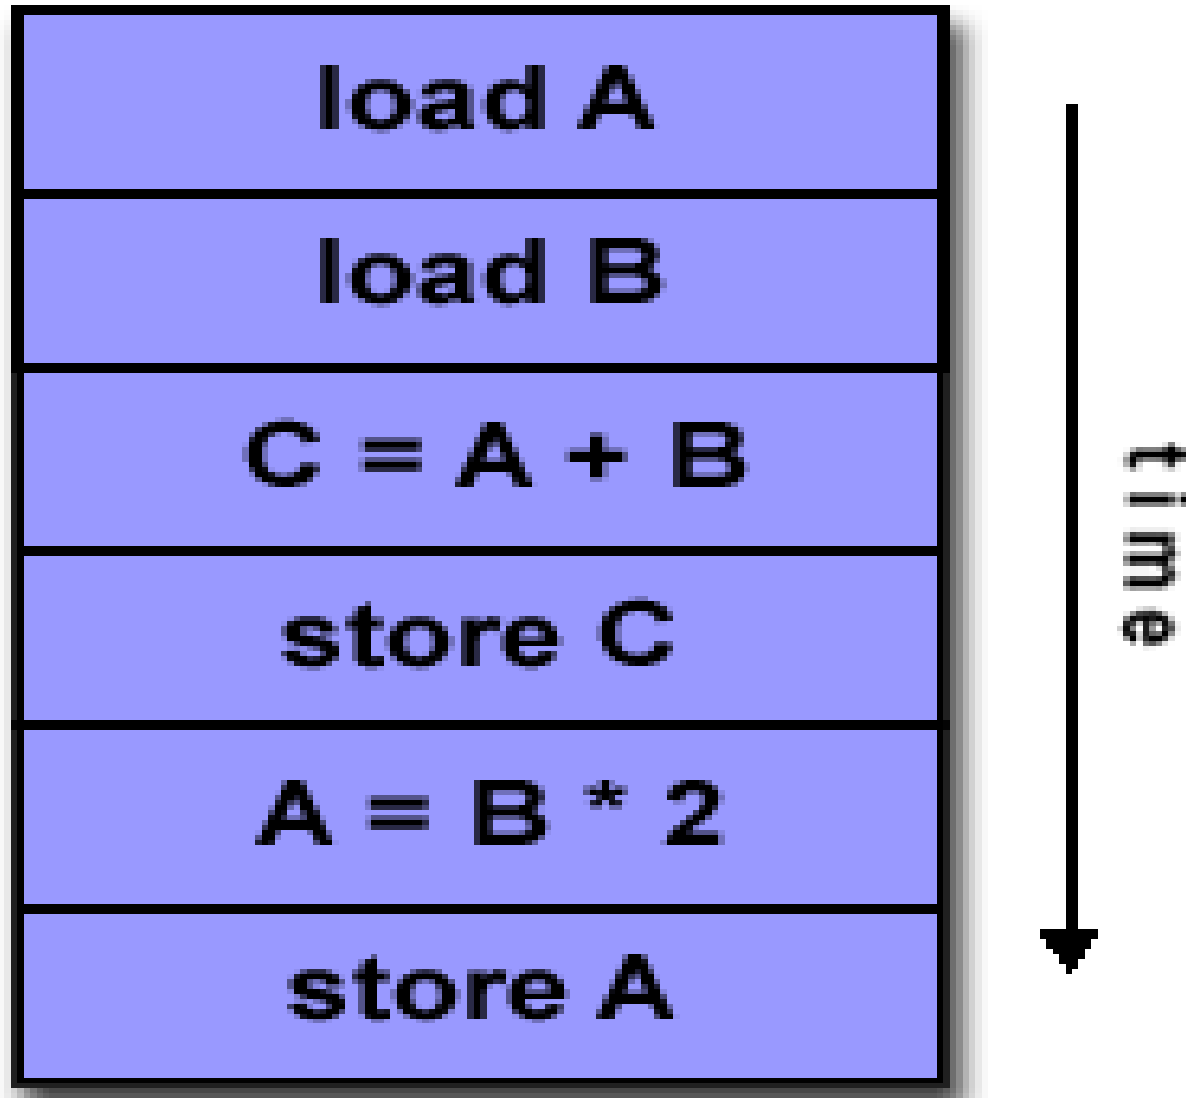 load A
load B
C = A + B
store C
A = B * 2
store A
time